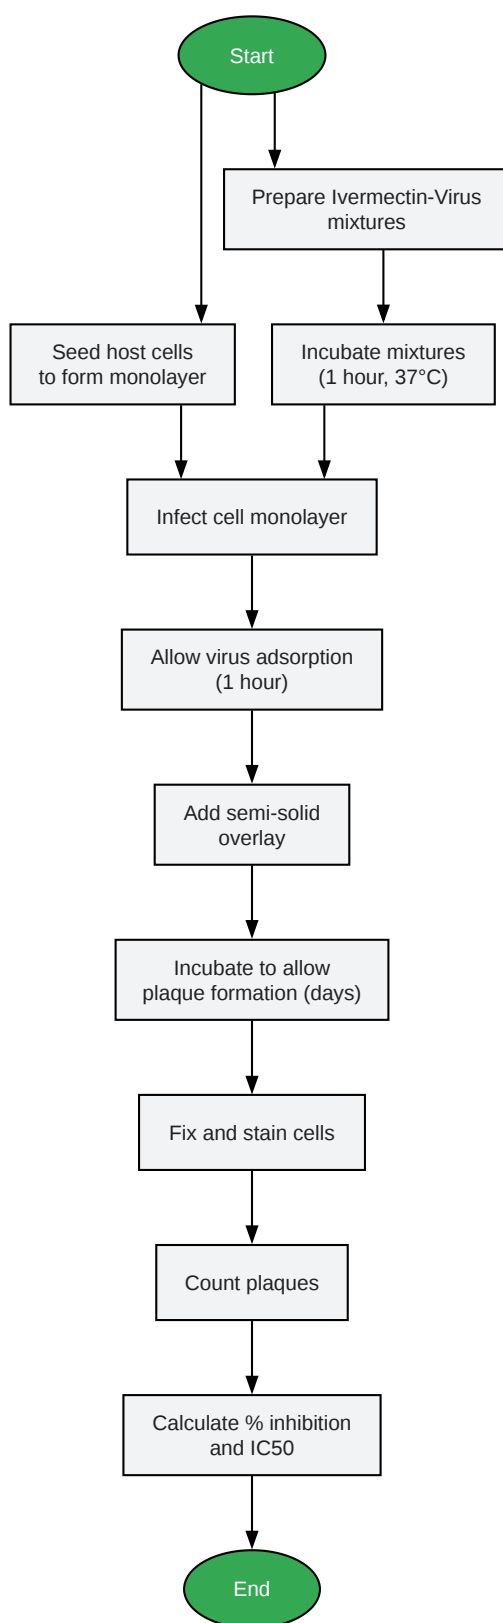 Start
Prepare Ivermectin-Virus
mixtures
Seed host cells
to form monolayer
Incubate mixtures
(1 hour, 37°C)
Infect cell monolayer
Allow virus adsorption
(1 hour)
Add semi-solid
overlay
Incubate to allow
plaque formation (days)
Fix and stain cells
Count plaques
Calculate % inhibition
and IC50
End